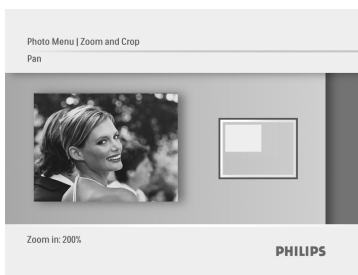 Photo Menu | Zoom and Crop
Pan
Zoom in: 200%
PHILIPS